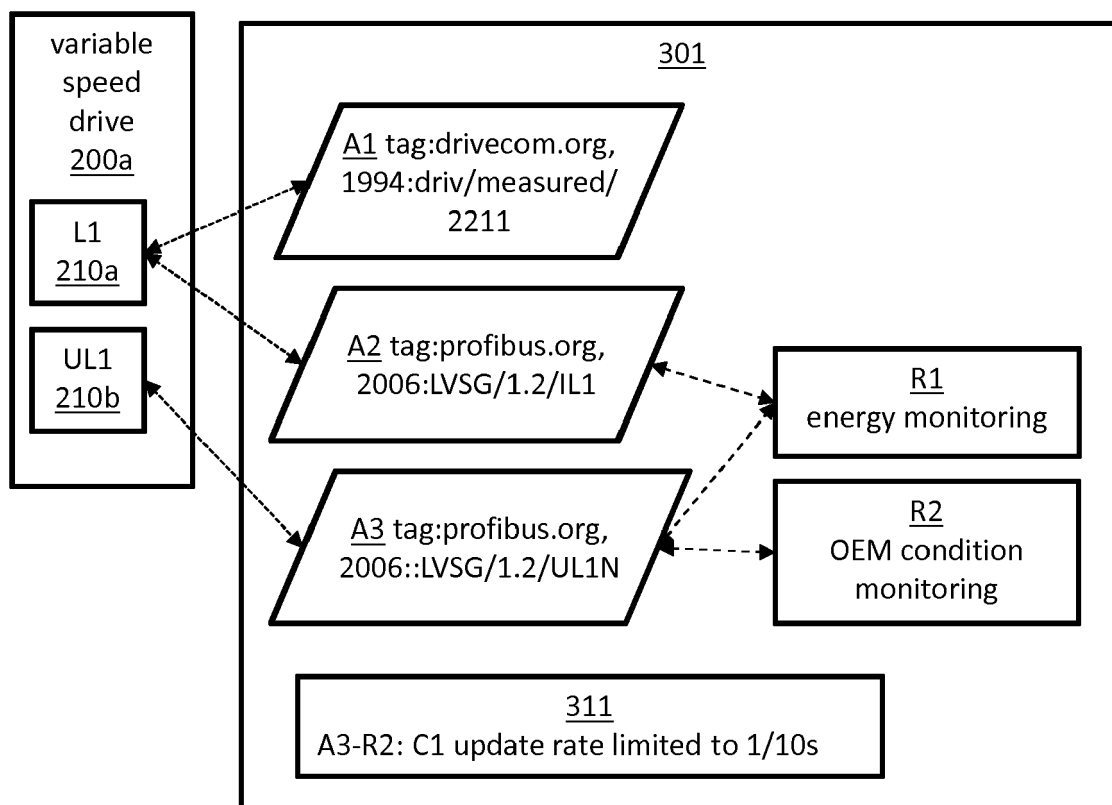 variable
speed
drive
200a
L1
210a
UL1
210b
301
A1 tag:drivecom.org,
1994:driv/measured/
2211
A2 tag:profibus.org,
2006:LVSG/1.2/IL1
A3 tag:profibus.org,
2006::LVSG/1.2/UL1N
R1
energy monitoring
R2
OEM condition
monitoring
311
A3-R2: C1 update rate limited to 1/10s